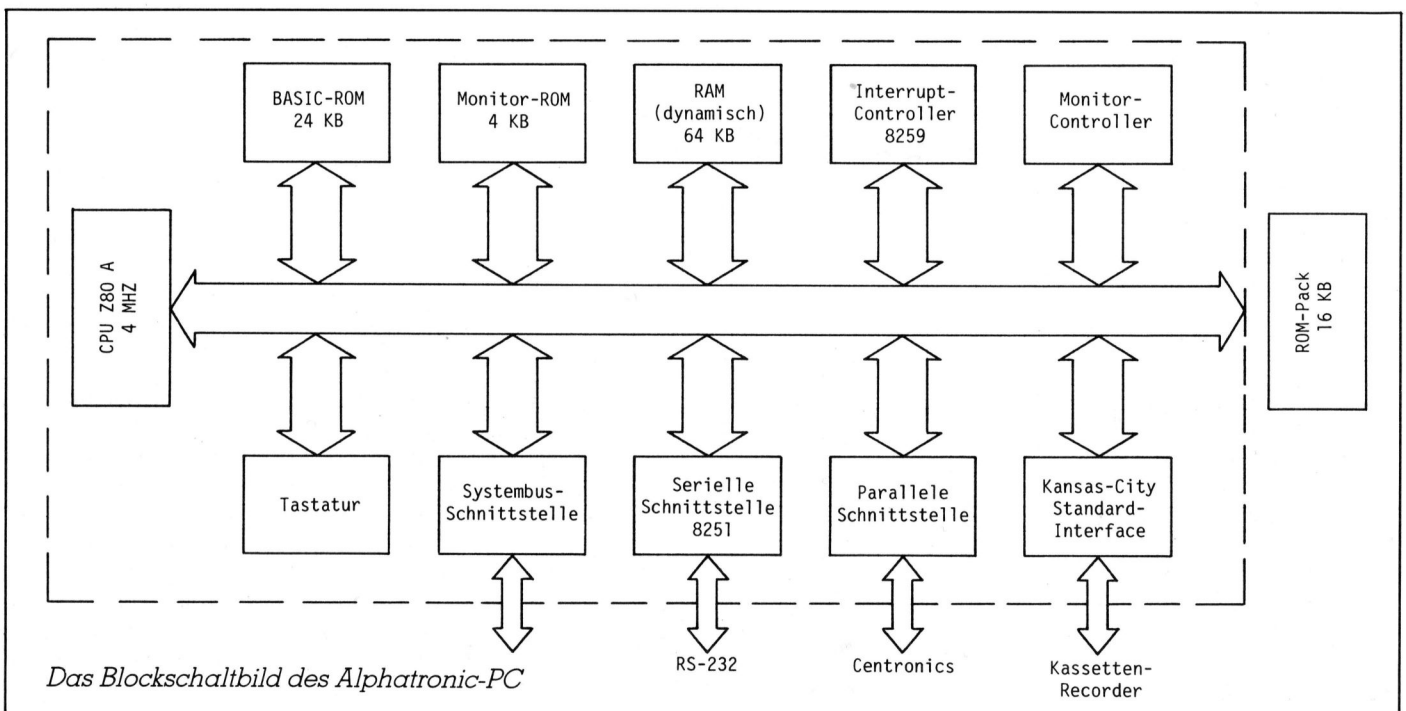 BASIC-ROM
24 KB
Monitor-ROM
4 KB
RAM
(dynamisch)
64 KB
Interrupt-
Controller
8259
Monitor-
Controller
CPU Z80 A
4 MHZ
ROM-Pack
16 KB
Tastatur
Systembus-
Schnittstelle
Serielle
Schnittstelle
8251
Parallele
Schnittstelle
Kansas-City
Standard-
Interface
RS-232
Centronics
Kassetten-
Recorder
Das Blockschaltbild des Alphatronic-PC